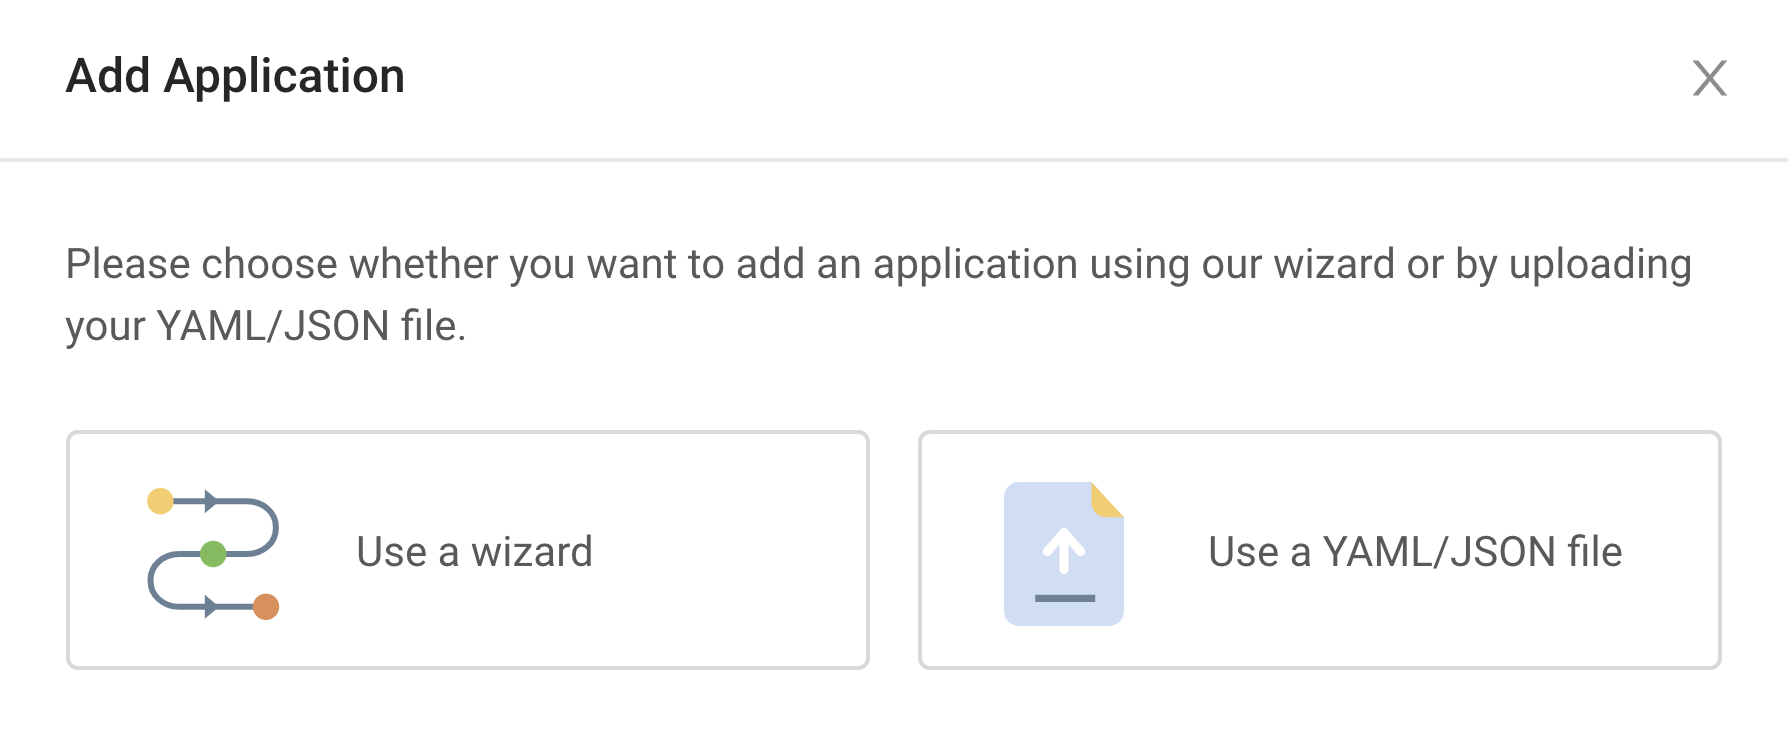 Add Application
Please choose whether you want to add an application using our wizard or by uploading
your YAML/JSON file.
Use a wizard
Use a YAML/JSON file